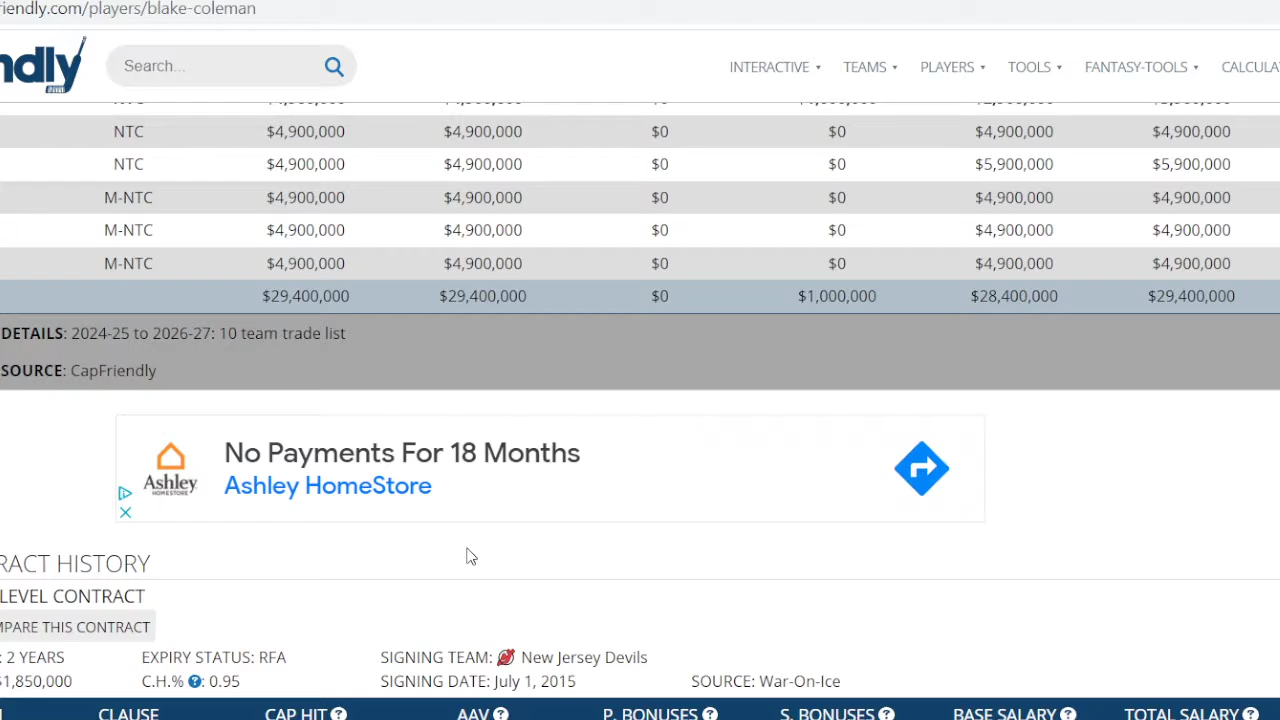 iendly.com/players/blake-coleman
ndly
Search...
INTERACTIVE TEAMS PLAYERS TOOLS FANTASY-TOOLS CALCULA
NTC $4,900,000 $4,900,000 $0 $0 $4,900,000 $4,900,000
NTC $4,900,000 $4,900,000 $0 $0 $5,900,000 $5,900,000
M-NTC $4,900,000 $4,900,000 $0 $0 $4,900,000 $4,900,000
M-NTC $4,900,000 $4,900,000 $0 $0 $4,900,000 $4,900,000
M-NTC $4,900,000 $4,900,000 $0 $0 $4,900,000 $4,900,000
$29,400,000 $29,400,000 $0 $1,000,000 $28,400,000 $29,400,000
DETAILS: 2024-25 to 2026-27: 10 team trade list
SOURCE: CapFriendly
No Payments For 18 Months
Ashley HomeStore
Ashley
HOMESTORE
RACT HISTORY
LEVEL CONTRACT
MPARE THIS CONTRACT
: 2 YEARS EXPIRY STATUS: RFA SIGNING TEAM: New Jersey Devils
$1,850,000 C.H.% ?: 0.95 SIGNING DATE: July 1, 2015 SOURCE: War-On-Ice
CLAUSE CAP HIT ? AAV ? P. BONUSES ? S. BONUSES ? BASE SALARY ? TOTAL SALARY ?